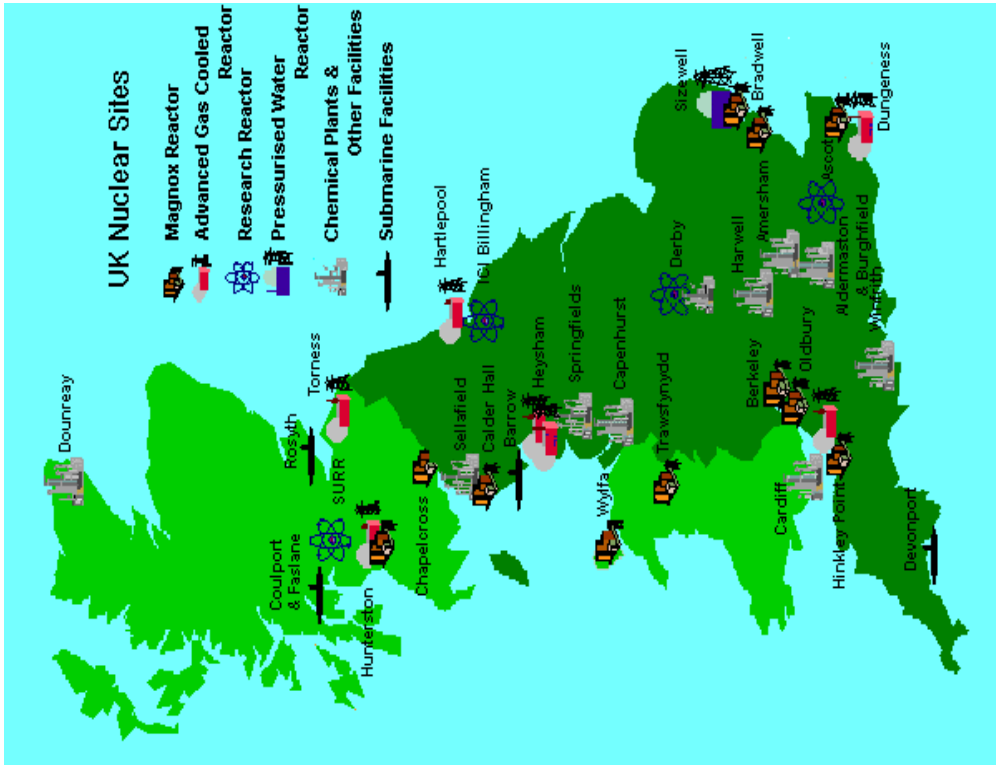 UK Nuclear Sites
Magnox Reactor
Advanced Gas Cooled
Reactor
Research Reactor
Pressurised Water
Reactor
Chemical Plants &
Other Facilities
Submarine Facilities
Dounreay
Coulport
& Faslane
Rosyth
Torness
SURR
Hunterston
Chapelcross
Hartlepool
ICI Billingham
Sellafield
Calder Hall
Barrow
Heysham
Springfields
Capenhurst
Wylfa
Trawsfynydd
Derby
Sizewell
Bradwell
Berkeley
Oldbury
Harwell
Amersham
Cardiff
Hinkley Point
Aldermaston
& Burghfield
Ascot
Winfrith
Dungeness
Devonport